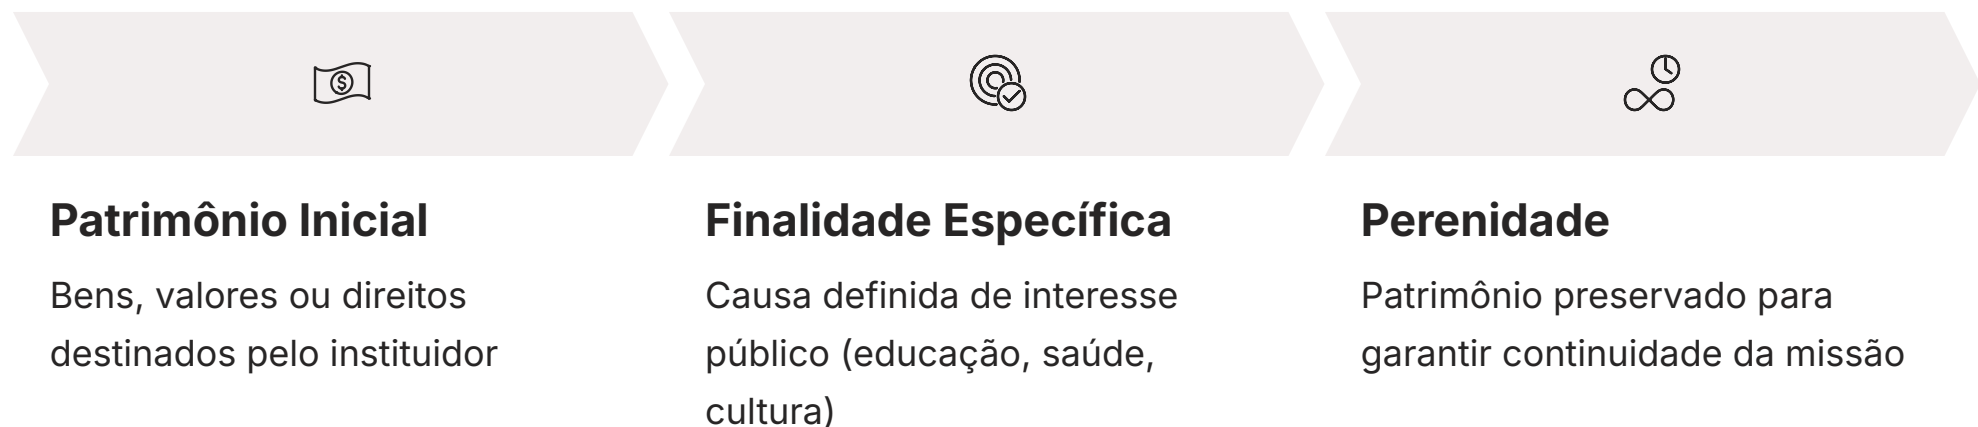 Patrimônio Inicial
Bens, valores ou direitos
destinados pelo instituidor
Finalidade Específica
Causa definida de interesse
público (educação, saúde,
cultura)
Perenidade
Patrimônio preservado para
garantir continuidade da missão